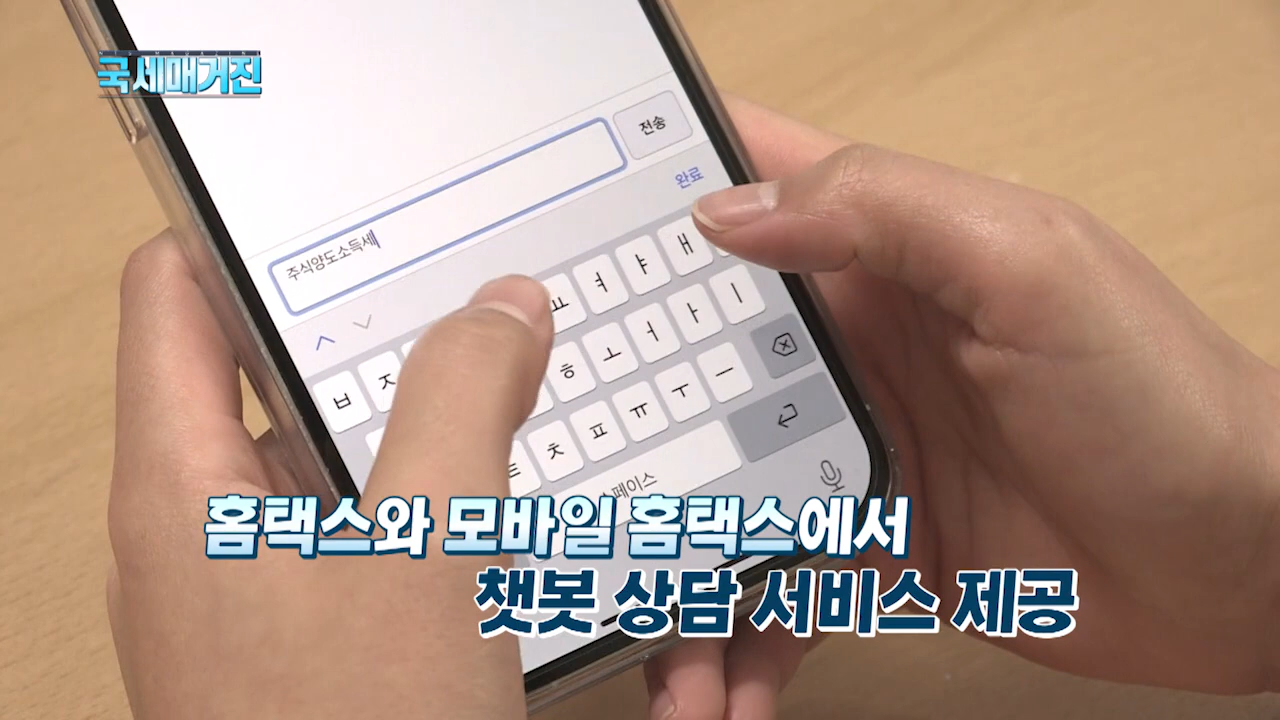 국세매거진
전송
완료
주식양도소득세
ㅛ ㅕ ㅑ ㅐ
ㅂ ㅈ
ㅎ ㅗ ㅓ ㅏ ㅣ
ㅊ ㅍ ㅠ ㅜ ㅡ
홈택스와 모바일 홈택스에서
챗봇 상담 서비스 제공